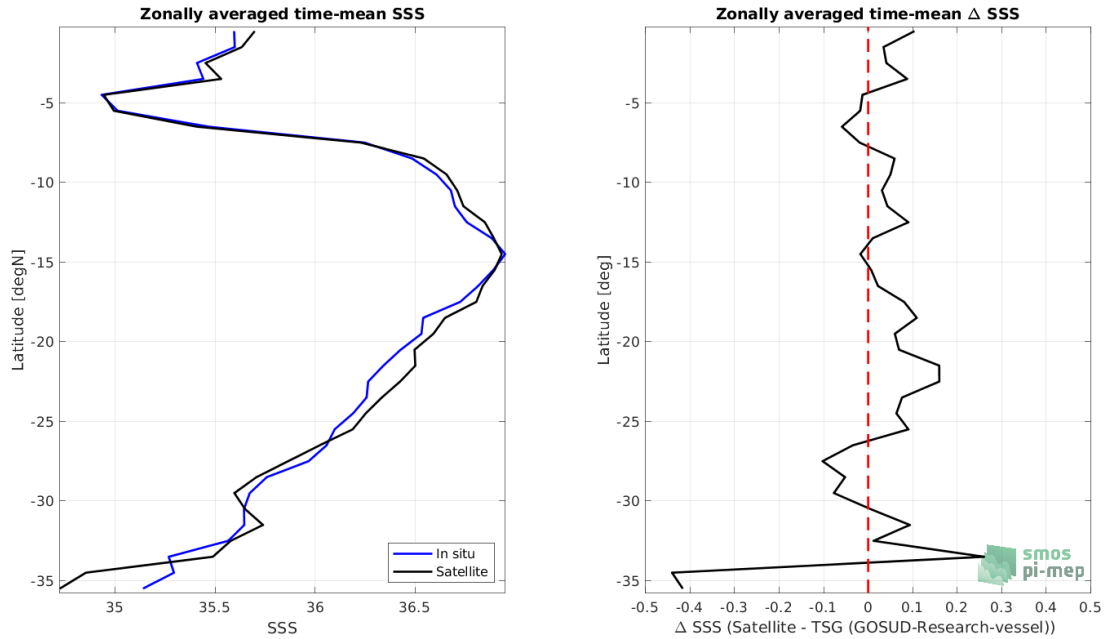 Zonally averaged time-mean SSS
Latitude [degN]
-5
-10
-15
-20
-25
-30
-35
35
35.5
36
36.5
SSS
In situ
Satellite
Zonally averaged time-mean Δ SSS
Latitude [deg]
-5
-10
-15
-20
-25
-30
-35
-0.5
-0.4
-0.3
-0.2
-0.1
0
0.1
0.2
0.3
0.4
0.5
Δ SSS (Satellite - TSG (GOSUD-Research-vessel))
smos
pi-mep